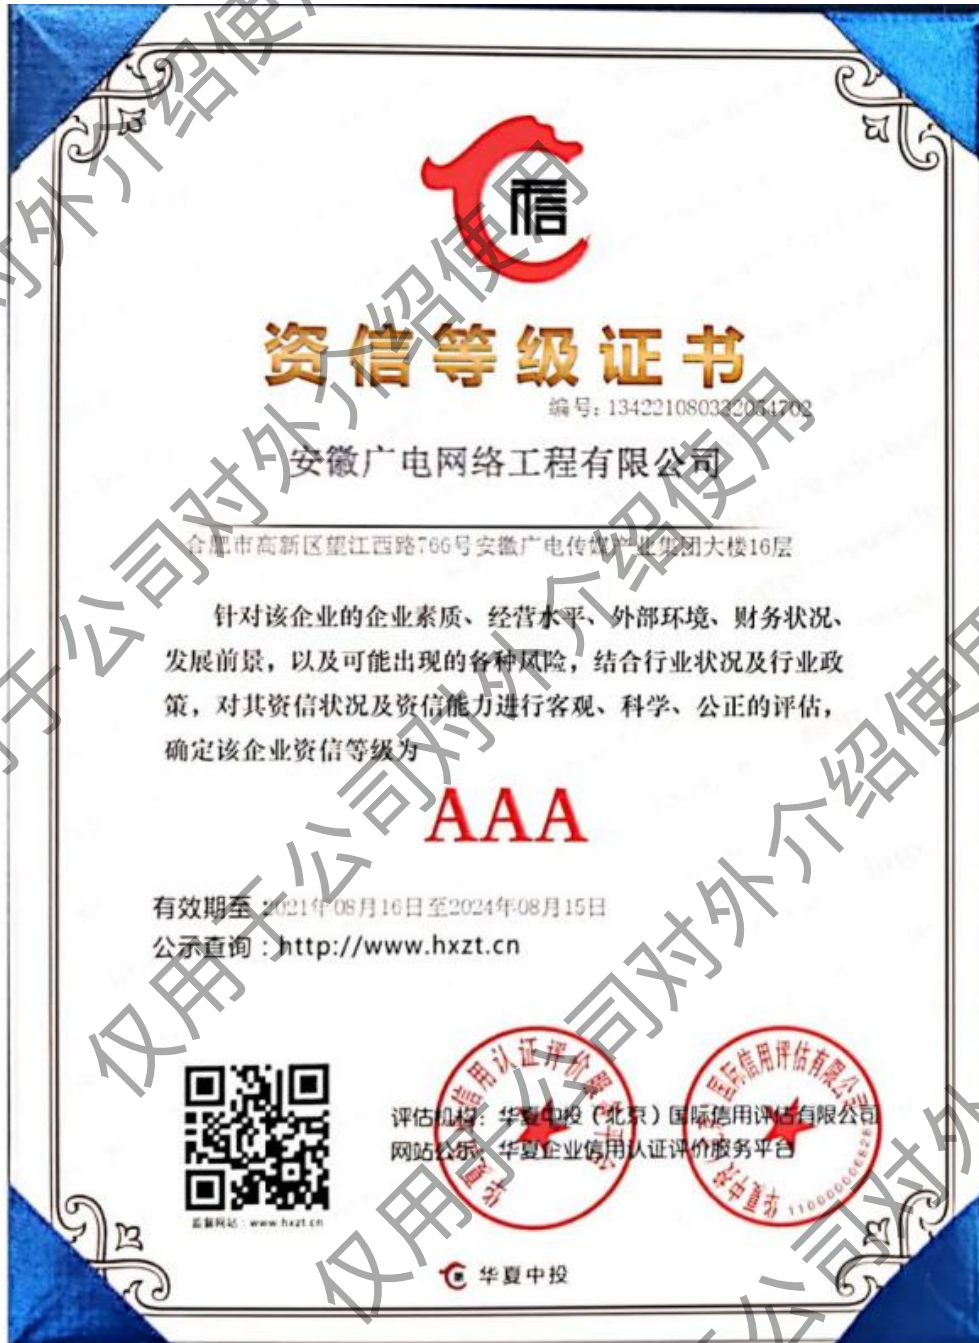 信
资信等级证书
编号：134221080332054702
安徽广电网络工程有限公司
合肥市高新区望江西路766号安徽广电传媒产业集团大楼16层
针对该企业的企业素质、经营水平、外部环境、财务状况、
发展前景，以及可能出现的各种风险，结合行业状况及行业政
策，对其资信状况及资信能力进行客观、科学、公正的评估，
确定该企业资信等级为
AAA
有效期至 2021年08月16日至2024年08月15日
公示查询：http://www.hxzt.cn
评估机构：华夏中投（北京）国际信用评估有限公司
网站公示：华夏企业信用认证评价服务平台
监督网站：www.hxzt.cn
华夏中投
仅用于公司对外介绍使用